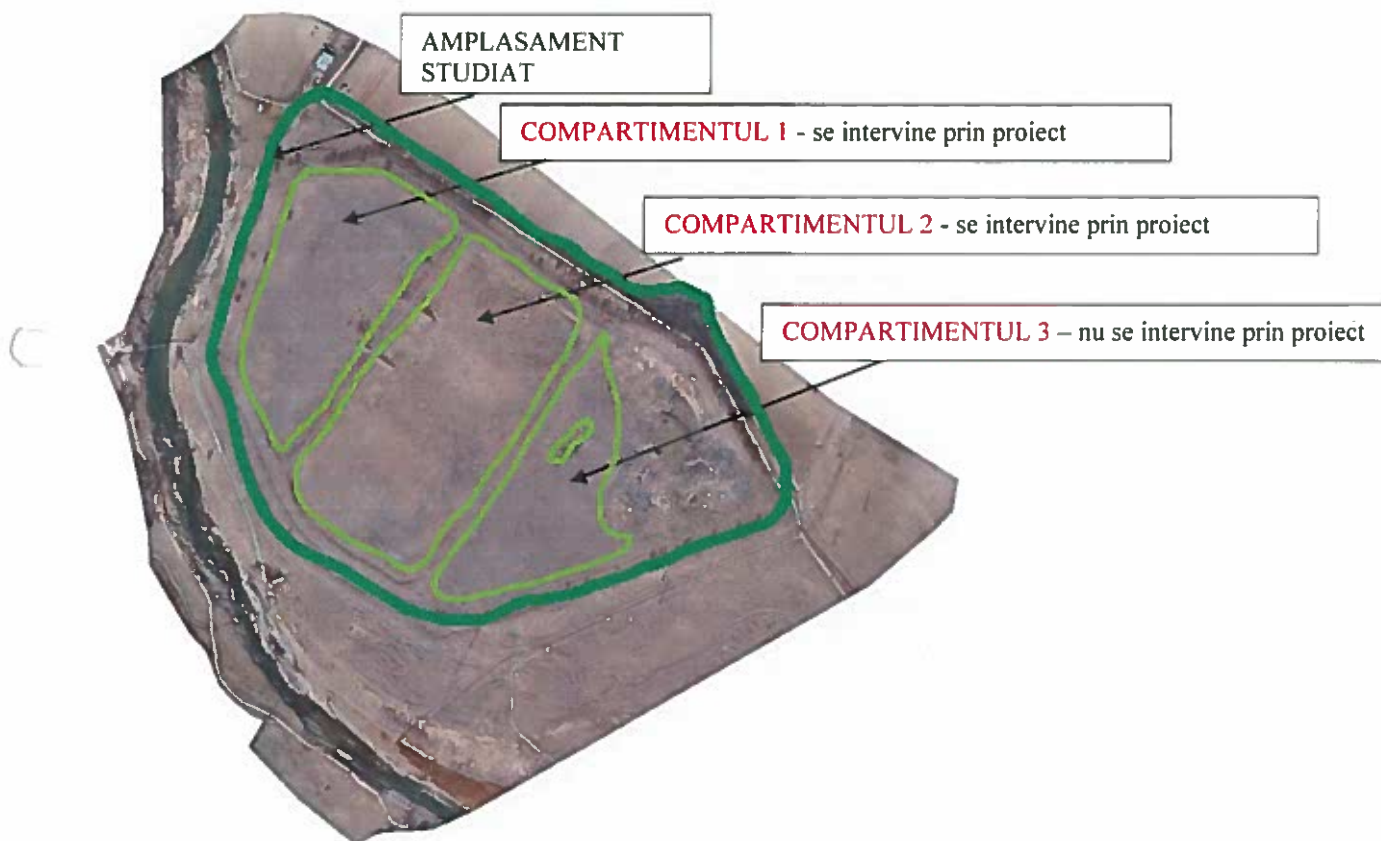 AMPLASAMENT
STUDIAT
COMPARTIMENTUL 1 - se intervine prin proiect
COMPARTIMENTUL 2 - se intervine prin proiect
COMPARTIMENTUL 3 – nu se intervine prin proiect